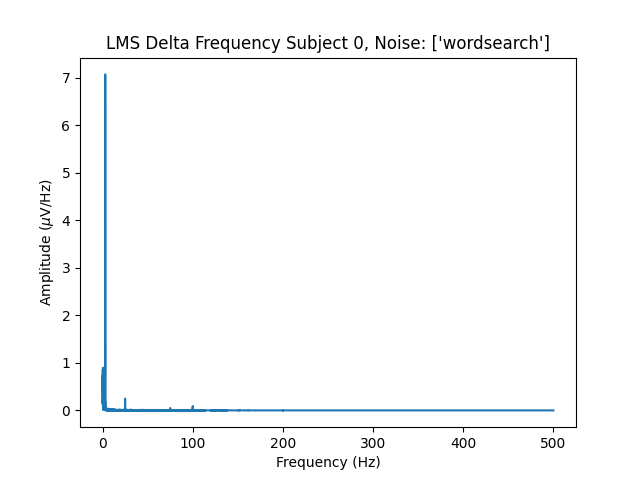 LMS Delta Frequency Subject 0, Noise: ['wordsearch']
7
6
5
4
3
2
1
0
Amplitude (μV/Hz)
0 100 200 300 400 500
Frequency (Hz)